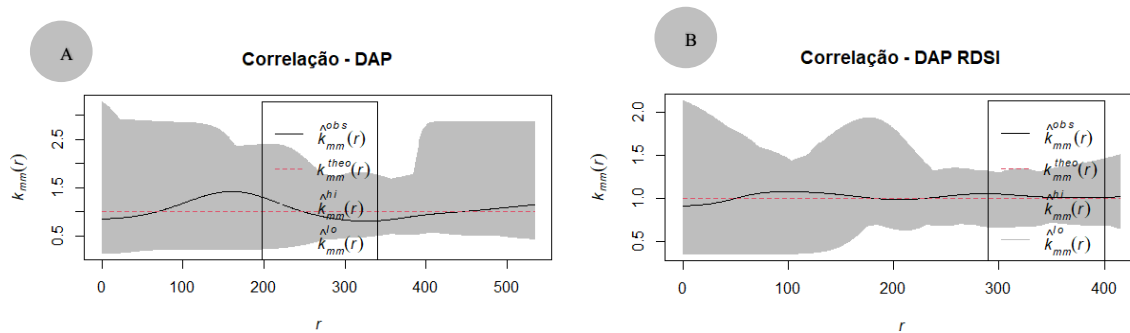 A
Correlação - DAP
k_mm(r)
2.5
1.5
0.5
k̂_mm^obs(r)
k_mm^theo(r)
k̂_mm^hi(r)
k̂_mm^lo(r)
0 100 200 300 400 500
r
B
Correlação - DAP RDSI
k_mm(r)
2.0
1.5
1.0
0.5
k̂_mm^obs(r)
k_mm^theo(r)
k̂_mm^hi(r)
k̂_mm^lo(r)
0 100 200 300 400
r